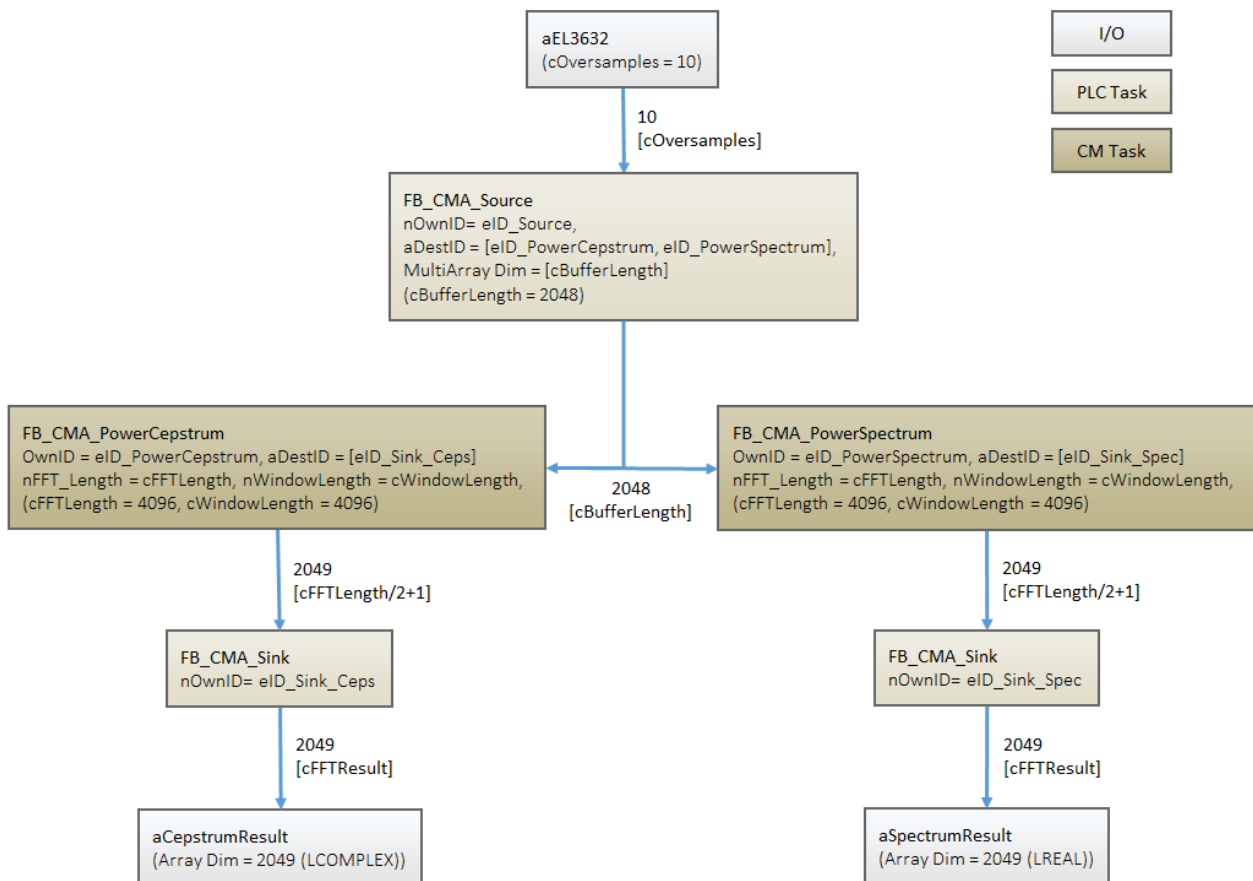 aEL3632
(cOversamples = 10)
I/O
PLC Task
CM Task
10
[cOversamples]
FB_CMA_Source
nOwnID= eID_Source,
aDestID = [eID_PowerCepstrum, eID_PowerSpectrum],
MultiArray Dim = [cBufferLength]
(cBufferLength = 2048)
FB_CMA_PowerCepstrum
OwnID = eID_PowerCepstrum, aDestID = [eID_Sink_Ceps]
nFFT_Length = cFFTLength, nWindowLength = cWindowLength,
(cFFTLength = 4096, cWindowLength = 4096)
2048
[cBufferLength]
FB_CMA_PowerSpectrum
OwnID = eID_PowerSpectrum, aDestID = [eID_Sink_Spec]
nFFT_Length = cFFTLength, nWindowLength = cWindowLength,
(cFFTLength = 4096, cWindowLength = 4096)
2049
[cFFTLength/2+1]
2049
[cFFTLength/2+1]
FB_CMA_Sink
nOwnID= eID_Sink_Ceps
FB_CMA_Sink
nOwnID= eID_Sink_Spec
2049
[cFFTResult]
2049
[cFFTResult]
aCepstrumResult
(Array Dim = 2049 (LCOMPLEX))
aSpectrumResult
(Array Dim = 2049 (LREAL))